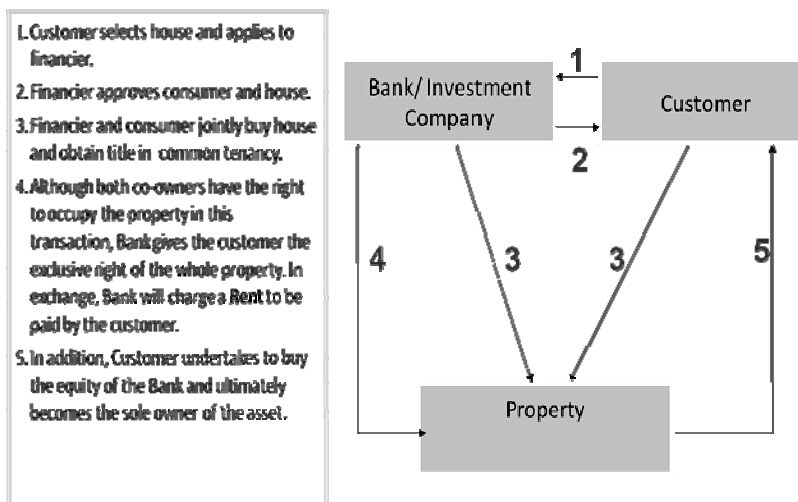 1. Customer selects house and applies to
financier.
2. Financier approves consumer and house.
3. Financier and consumer jointly buy house
and obtain title in common tenancy.
4. Although both co-owners have the right
to occupy the property in this
transaction, Bank gives the customer the
exclusive right of the whole property. In
exchange, Bank will charge a Rent to be
paid by the customer.
5. In addition, Customer undertakes to buy
the equity of the Bank and ultimately
becomes the sole owner of the asset.
Bank/ Investment
Company
1
Customer
2
4
3
3
5
Property